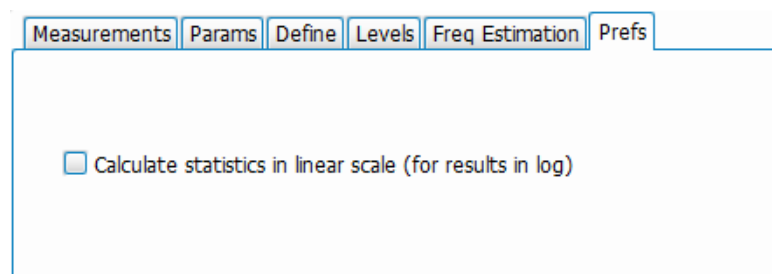 Measurements Params Define Levels Freq Estimation Prefs
Calculate statistics in linear scale (for results in log)